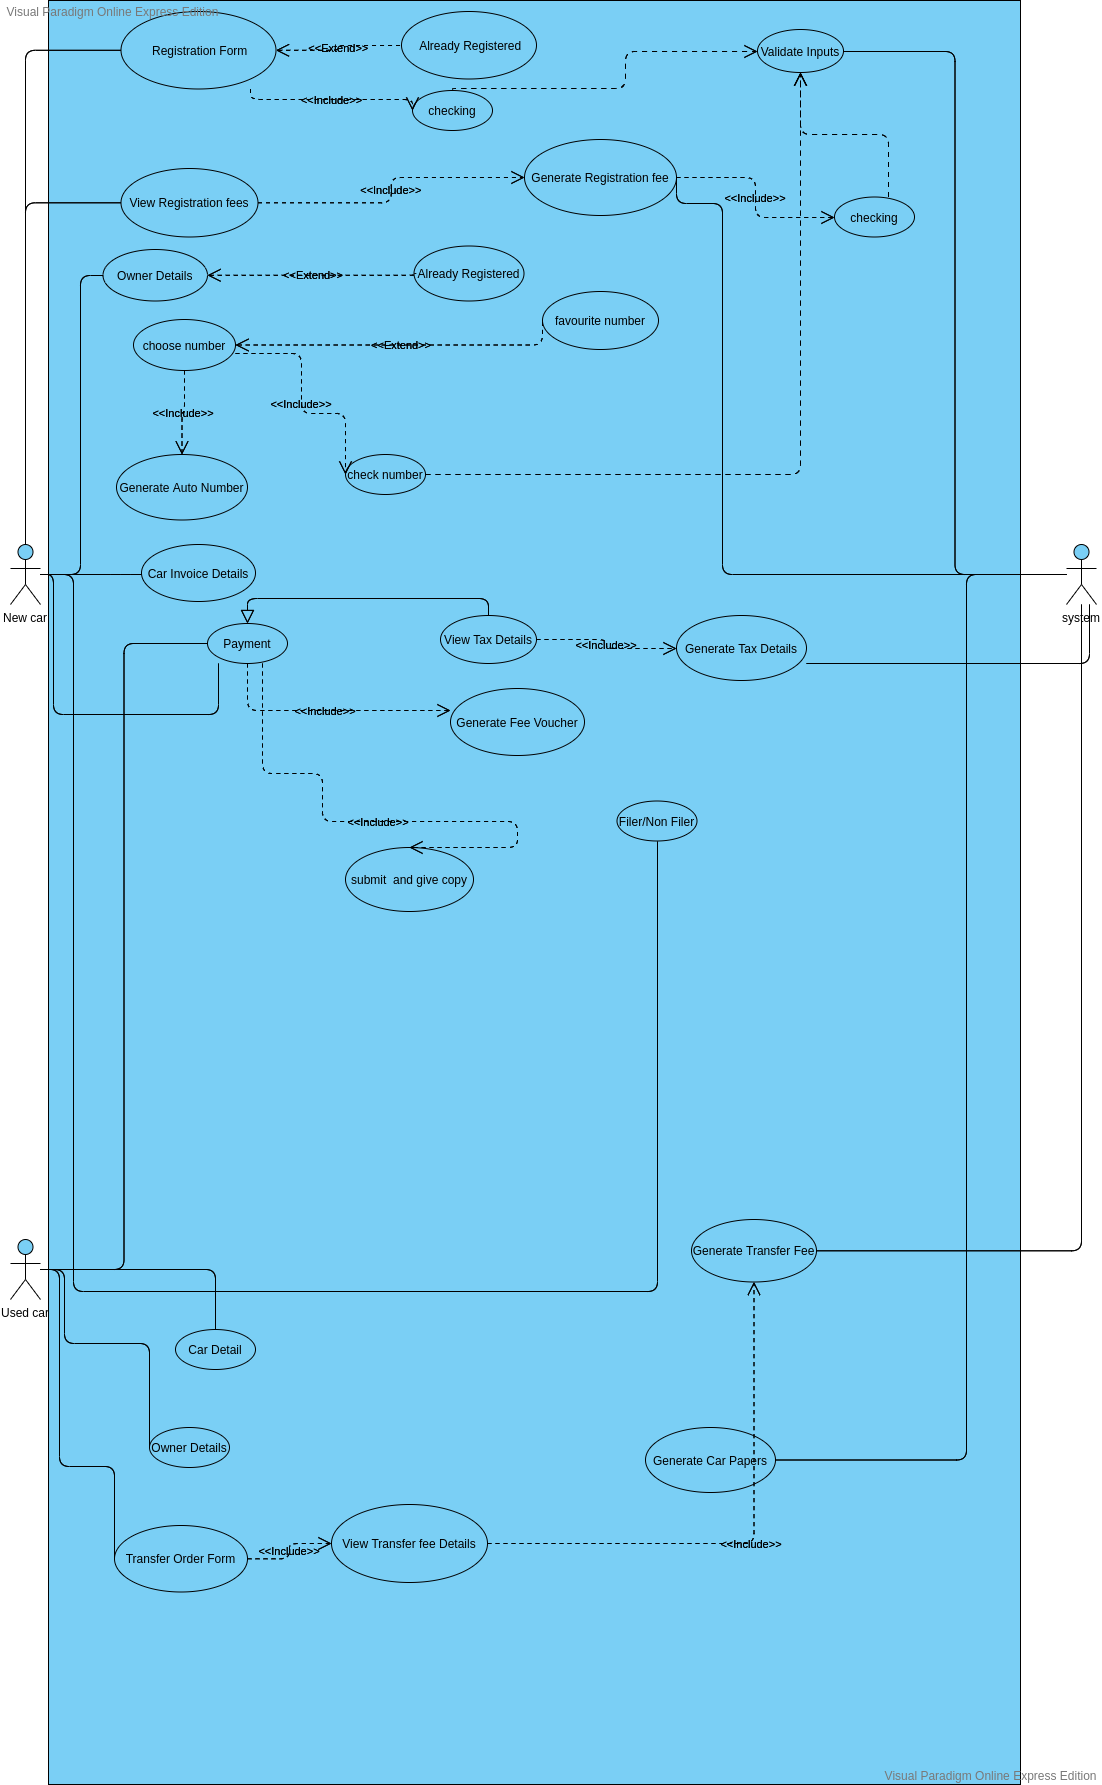 Visual Paradigm Online Express Edition
Registration Form
<<Extend>>
Already Registered
Validate Inputs
<<Include>>
checking
View Registration fees
<<Include>>
Generate Registration fee
<<Include>>
checking
Owner Details
<<Extend>>
Already Registered
favourite number
choose number
<<Extend>>
<<Include>>
<<Include>>
Generate Auto Number
check number
New car
Car Invoice Details
system
Payment
View Tax Details
<<Include>>
Generate Tax Details
<<Include>>
Generate Fee Voucher
<<Include>>
Filer/Non Filer
submit  and give copy
Used car
Generate Transfer Fee
Car Detail
Owner Details
Generate Car Papers
Transfer Order Form
<<Include>>
View Transfer fee Details
<<Include>>
Visual Paradigm Online Express Edition